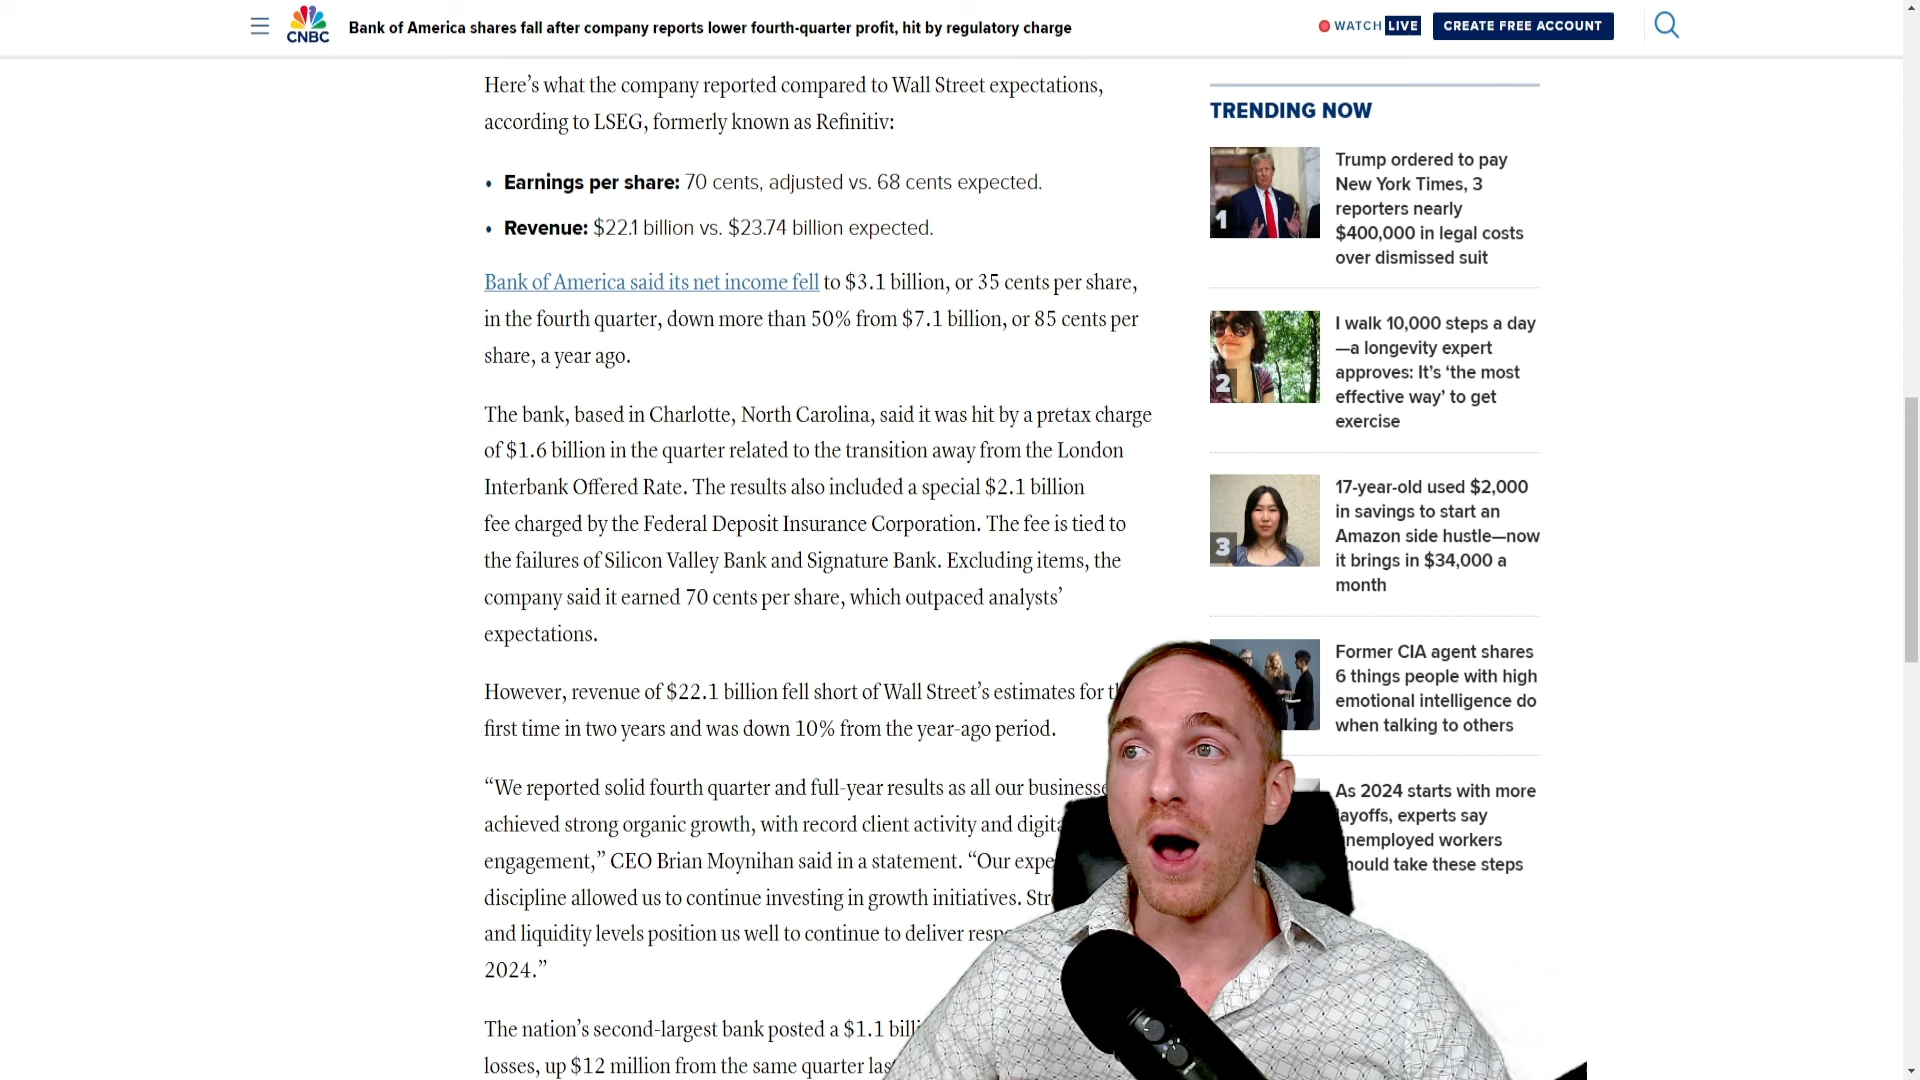 CNBC
Bank of America shares fall after company reports lower fourth-quarter profit, hit by regulatory charge
WATCH LIVE
CREATE FREE ACCOUNT
Here’s what the company reported compared to Wall Street expectations,
according to LSEG, formerly known as Refinitiv:
• Earnings per share: 70 cents, adjusted vs. 68 cents expected.
• Revenue: $22.1 billion vs. $23.74 billion expected.
Bank of America said its net income fell to $3.1 billion, or 35 cents per share,
in the fourth quarter, down more than 50% from $7.1 billion, or 85 cents per
share, a year ago.
The bank, based in Charlotte, North Carolina, said it was hit by a pretax charge
of $1.6 billion in the quarter related to the transition away from the London
Interbank Offered Rate. The results also included a special $2.1 billion
fee charged by the Federal Deposit Insurance Corporation. The fee is tied to
the failures of Silicon Valley Bank and Signature Bank. Excluding items, the
company said it earned 70 cents per share, which outpaced analysts’
expectations.
However, revenue of $22.1 billion fell short of Wall Street’s estimates for
first time in two years and was down 10% from the year-ago period.
“We reported solid fourth quarter and full-year results as all our
achieved strong organic growth, with record client activity and
engagement,” CEO Brian Moynihan said in a statement. “Our
discipline allowed us to continue investing in growth initiatives.
and liquidity levels position us well to continue to deliver
2024.”
The nation’s second-largest bank posted a $1.1
losses, up $12 million from the same quarter
TRENDING NOW
1
Trump ordered to pay
New York Times, 3
reporters nearly
$400,000 in legal costs
over dismissed suit
2
I walk 10,000 steps a day
—a longevity expert
approves: It’s ‘the most
effective way’ to get
exercise
3
17-year-old used $2,000
in savings to start an
Amazon side hustle—now
it brings in $34,000 a
month
Former CIA agent shares
6 things people with high
emotional intelligence do
when talking to others
As 2024 starts with more
experts say
workers
take these steps